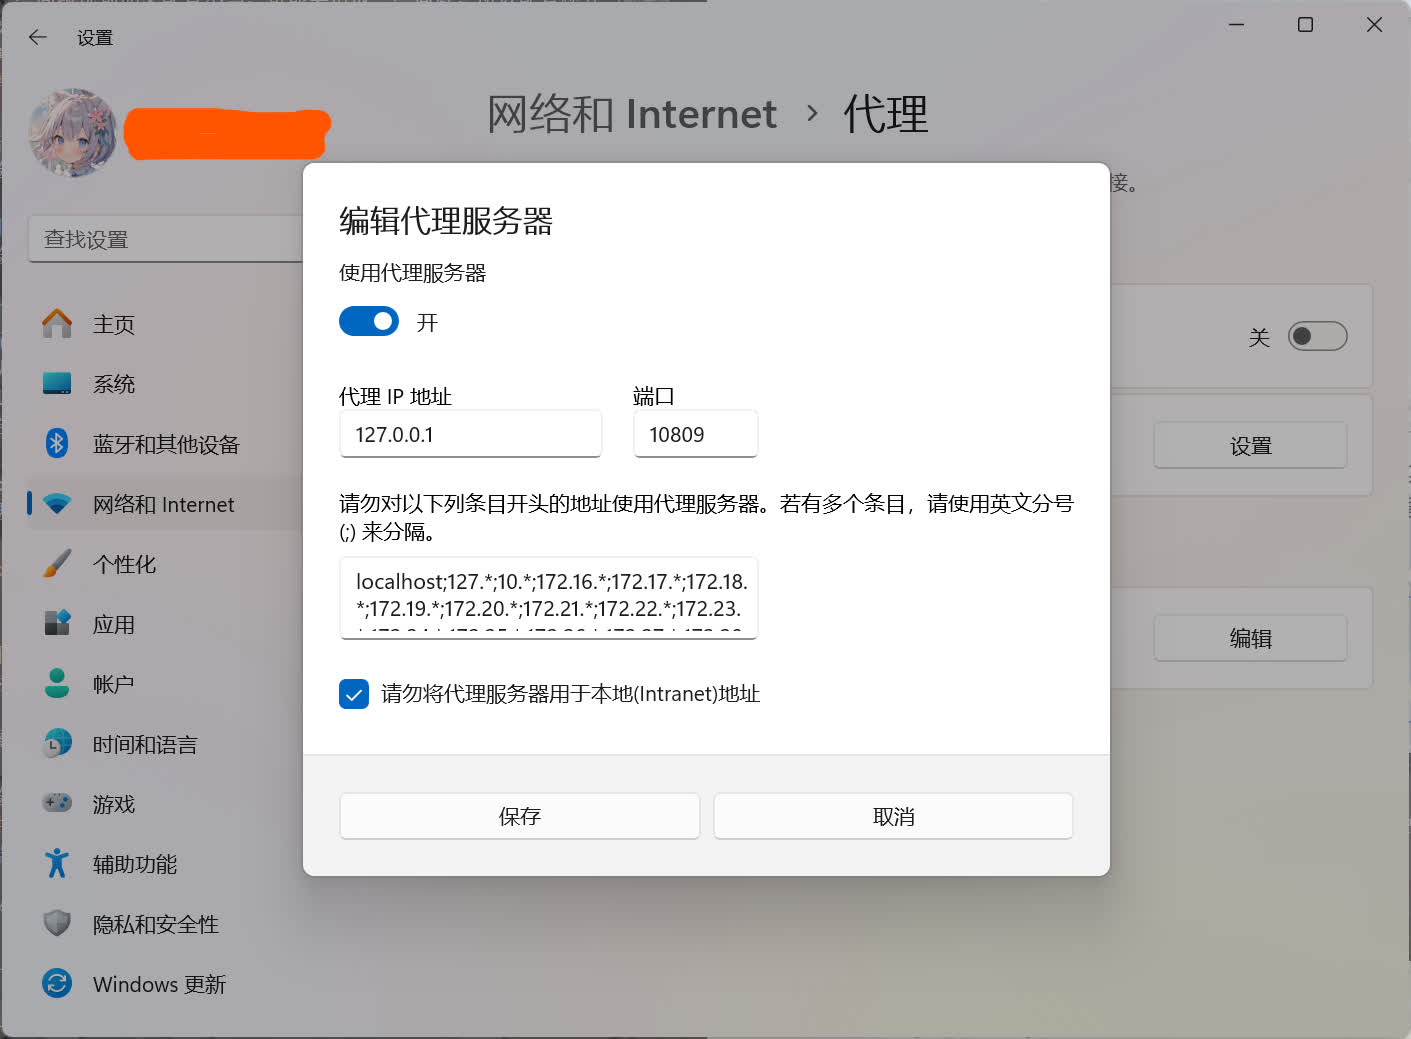 设置
网络和 Internet > 代理
接。
查找设置
主页
系统
蓝牙和其他设备
网络和 Internet
个性化
应用
帐户
时间和语言
游戏
辅助功能
隐私和安全性
Windows 更新
编辑代理服务器
使用代理服务器
开
代理 IP 地址
端口
127.0.0.1
10809
请勿对以下列条目开头的地址使用代理服务器。若有多个条目，请使用英文分号
(;) 来分隔。
localhost;127.*;10.*;172.16.*;172.17.*;172.18.
*;172.19.*;172.20.*;172.21.*;172.22.*;172.23.
请勿将代理服务器用于本地(Intranet)地址
保存
取消
关
设置
编辑